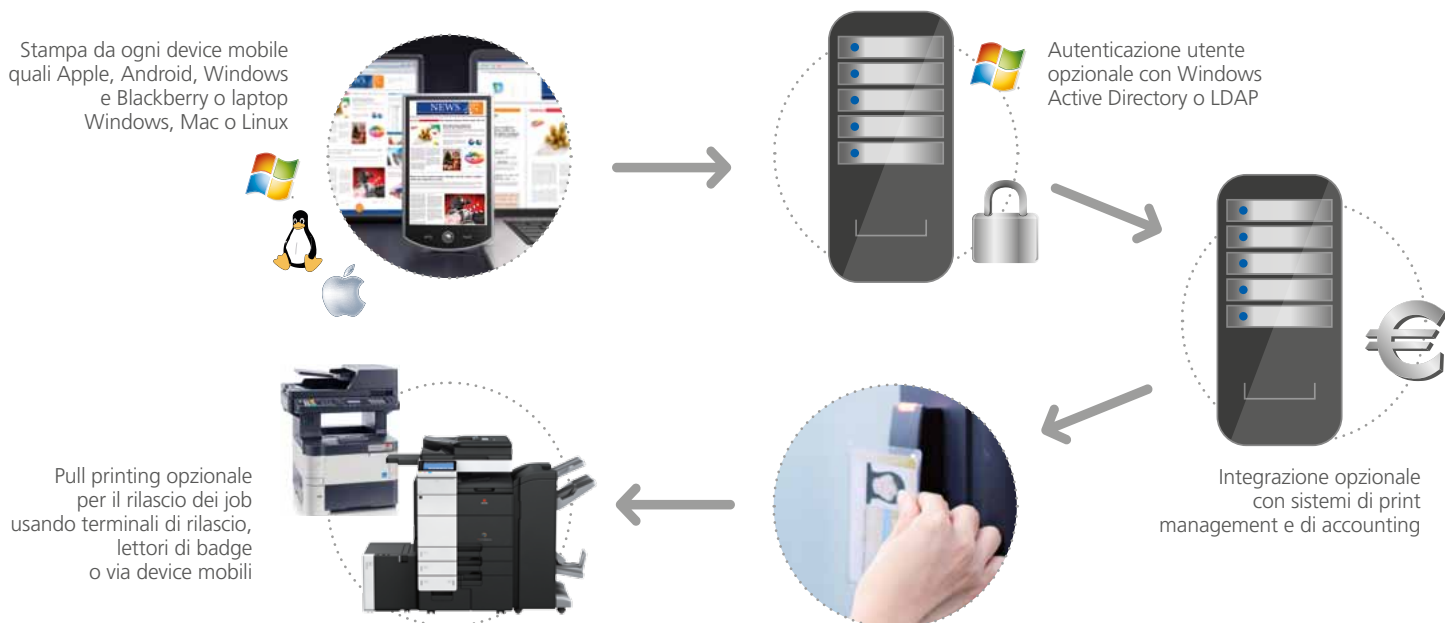 Stampa da ogni device mobile
quali Apple, Android, Windows
e Blackberry o laptop
Windows, Mac o Linux
NEWS
Autenticazione utente
opzionale con Windows
Active Directory o LDAP
Integrazione opzionale
con sistemi di print
management e di accounting
Pull printing opzionale
per il rilascio dei job
usando terminali di rilascio,
lettori di badge
o via device mobili